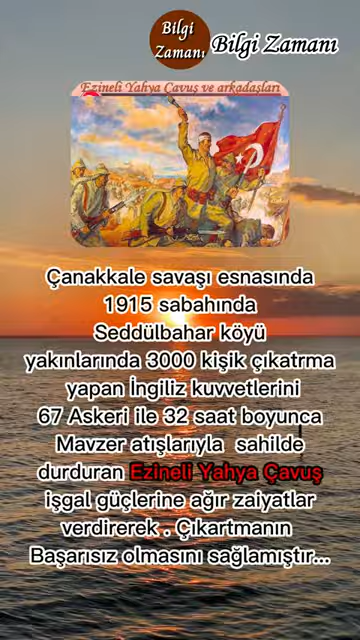 Bilgi
Zamanı
Bilgi Zamanı
Ezineli Yahya Çavuş ve arkadaşları
Çanakkale savaşı esnasında
1915 sabahında
Seddülbahar köyü
yakınlarında 3000 kişik çıkatrma
yapan İngiliz kuvvetlerini
67 Askeri ile 32 saat boyunca
Mavzer atışlarıyla sahilde
durduran Ezineli Yahya Çavuş
işgal güçlerine ağır zaiyatlar
verdirerek . Çıkartmanın
Başarısız olmasını sağlamıştır...